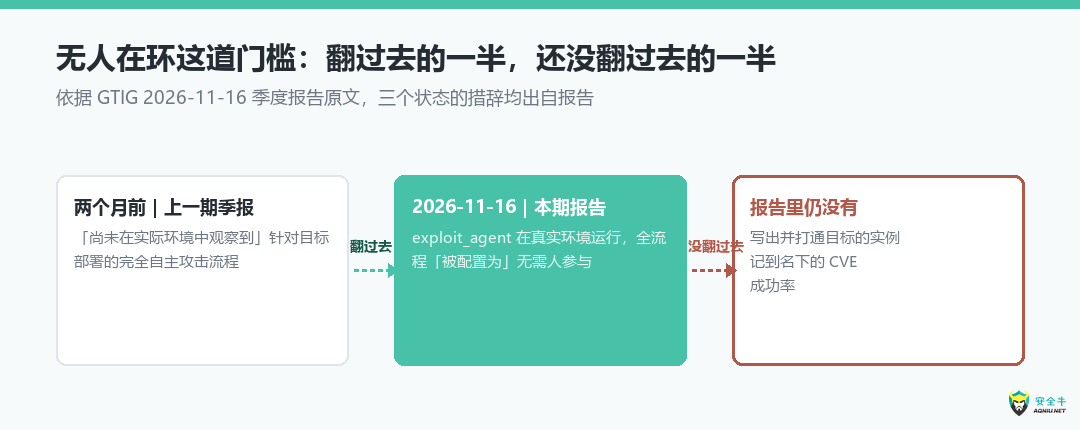 无人在环这道门槛：翻过去的一半，还没翻过去的一半
依据 GTIG 2026-11-16 季度报告原文，三个状态的措辞均出自报告
两个月前 | 上一期季报
「尚未在实际环境中观察到」针对目标
部署的完全自主攻击流程
翻过去
2026-11-16 | 本期报告
exploit_agent 在真实环境运行，全流
程「被配置为」无需人参与
没翻过去
报告里仍没有
写出并打通目标的实例
记到名下的 CVE
成功率
安全牛
AQNIU.NET